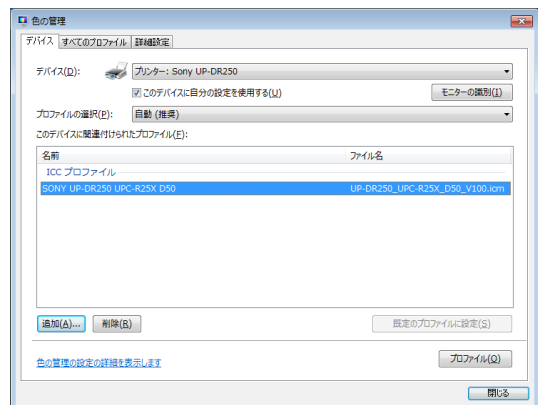 色の管理
デバイス すべてのプロファイル 詳細設定
デバイス(D): プリンター: Sony UP-DR250
このデバイスに自分の設定を使用する(U) モニターの識別(I)
プロファイルの選択(P): 自動 (推奨)
このデバイスに関連付けられたプロファイル(F):
名前 ファイル名
ICC プロファイル
SONY UP-DR250 UPC-R25X D50 UP-DR250_UPC-R25X_D50_V100.icm
追加(A)... 削除(R) 既定のプロファイルに設定(S)
色の管理の設定の詳細を表示します プロファイル(O)
閉じる